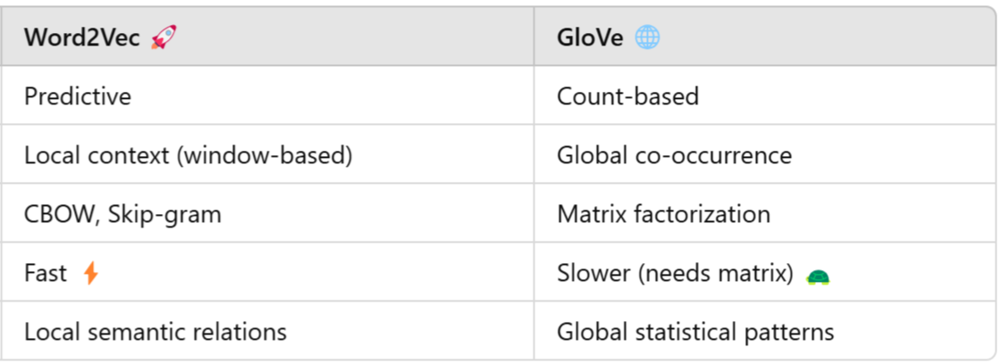 Word2Vec 🚀 GloVe 🌐
Predictive Count-based
Local context (window-based) Global co-occurrence
CBOW, Skip-gram Matrix factorization
Fast ⚡ Slower (needs matrix) 🐢
Local semantic relations Global statistical patterns